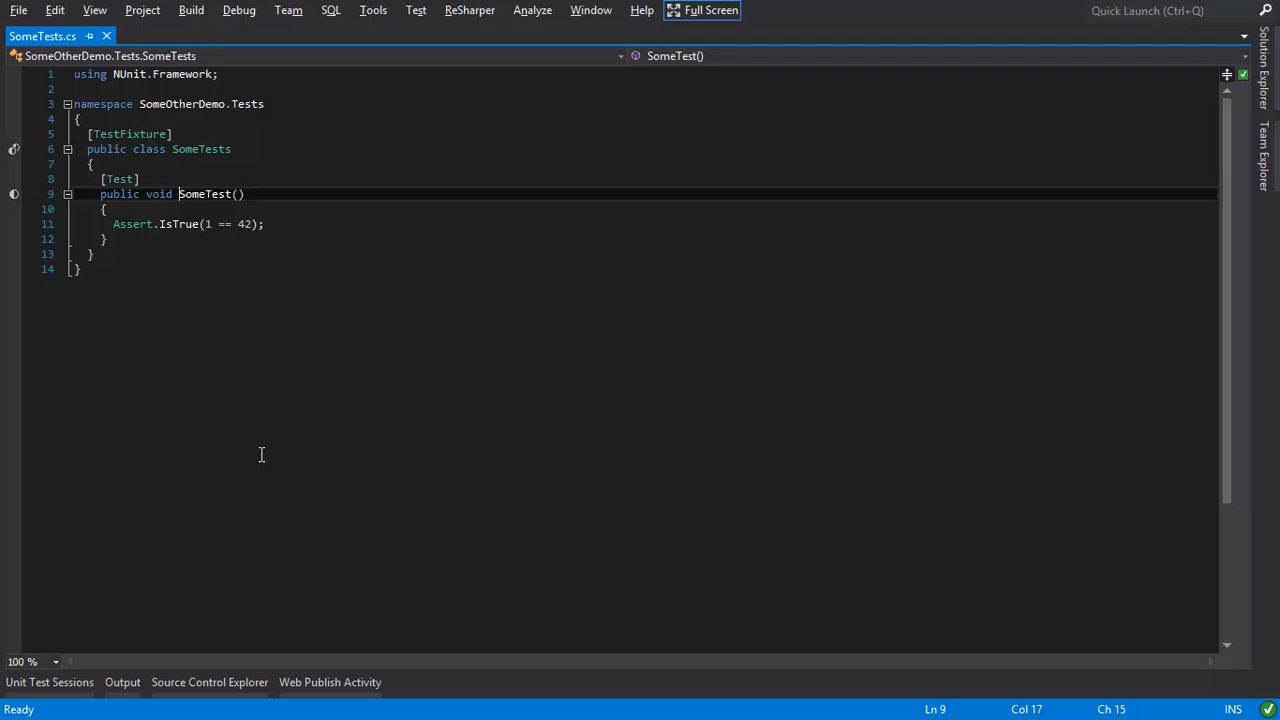 File Edit View Project Build Debug Team SQL Tools Test ReSharper Analyze Window Help Full Screen Quick Launch (Ctrl+Q)
SomeTests.cs
SomeOtherDemo.Tests.SomeTests SomeTest()
1 using NUnit.Framework;
2
3 namespace SomeOtherDemo.Tests
4 {
5 [TestFixture]
6 public class SomeTests
7 {
8 [Test]
9 public void SomeTest()
10 {
11 Assert.IsTrue(1 == 42);
12 }
13 }
14 }
Solution Explorer
Team Explorer
100 %
Unit Test Sessions Output Source Control Explorer Web Publish Activity
Ready Ln 9 Col 17 Ch 15 INS